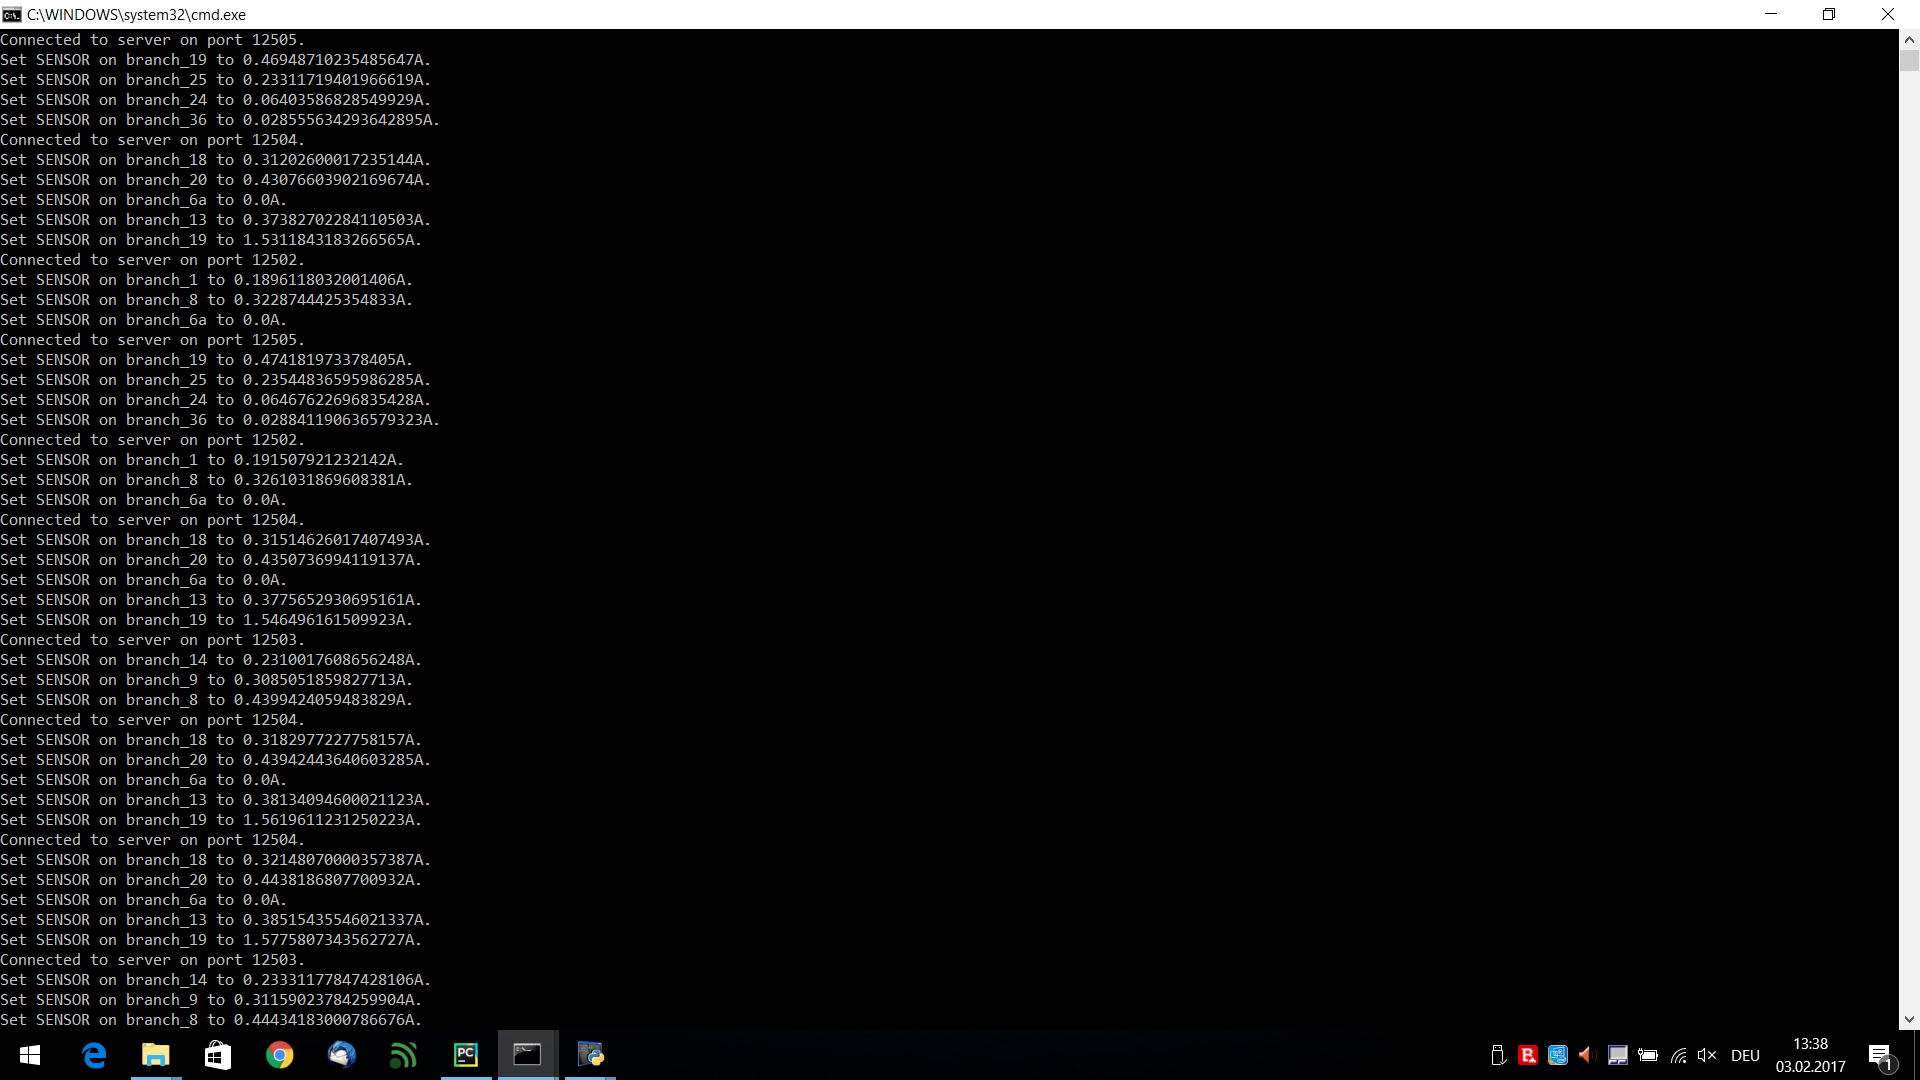 C:\WINDOWS\system32\cmd.exe
Connected to server on port 12505.
Set SENSOR on branch_19 to 0.46948710235485647A.
Set SENSOR on branch_25 to 0.23311719401966619A.
Set SENSOR on branch_24 to 0.06403586828549929A.
Set SENSOR on branch_36 to 0.028555634293642895A.
Connected to server on port 12504.
Set SENSOR on branch_18 to 0.31202600017235144A.
Set SENSOR on branch_20 to 0.43076603902169674A.
Set SENSOR on branch_6a to 0.0A.
Set SENSOR on branch_13 to 0.37382702284110503A.
Set SENSOR on branch_19 to 1.5311843183266565A.
Connected to server on port 12502.
Set SENSOR on branch_1 to 0.1896118032001406A.
Set SENSOR on branch_8 to 0.3228744425354833A.
Set SENSOR on branch_6a to 0.0A.
Connected to server on port 12505.
Set SENSOR on branch_19 to 0.474181973378405A.
Set SENSOR on branch_25 to 0.23544836595986285A.
Set SENSOR on branch_24 to 0.06467622696835428A.
Set SENSOR on branch_36 to 0.028841190636579323A.
Connected to server on port 12502.
Set SENSOR on branch_1 to 0.191507921232142A.
Set SENSOR on branch_8 to 0.3261031869608381A.
Set SENSOR on branch_6a to 0.0A.
Connected to server on port 12504.
Set SENSOR on branch_18 to 0.31514626017407493A.
Set SENSOR on branch_20 to 0.4350736994119137A.
Set SENSOR on branch_6a to 0.0A.
Set SENSOR on branch_13 to 0.3775652930695161A.
Set SENSOR on branch_19 to 1.546496161509923A.
Connected to server on port 12503.
Set SENSOR on branch_14 to 0.2310017608656248A.
Set SENSOR on branch_9 to 0.3085051859827713A.
Set SENSOR on branch_8 to 0.4399424059483829A.
Connected to server on port 12504.
Set SENSOR on branch_18 to 0.3182977227758157A.
Set SENSOR on branch_20 to 0.43942443640603285A.
Set SENSOR on branch_6a to 0.0A.
Set SENSOR on branch_13 to 0.38134094600021123A.
Set SENSOR on branch_19 to 1.5619611231250223A.
Connected to server on port 12504.
Set SENSOR on branch_18 to 0.32148070000357387A.
Set SENSOR on branch_20 to 0.4438186807700932A.
Set SENSOR on branch_6a to 0.0A.
Set SENSOR on branch_13 to 0.38515435546021337A.
Set SENSOR on branch_19 to 1.5775807343562727A.
Connected to server on port 12503.
Set SENSOR on branch_14 to 0.23331177847428106A.
Set SENSOR on branch_9 to 0.31159023784259904A.
Set SENSOR on branch_8 to 0.44434183000786676A.
PC
B
DEU
13:38
03.02.2017
1